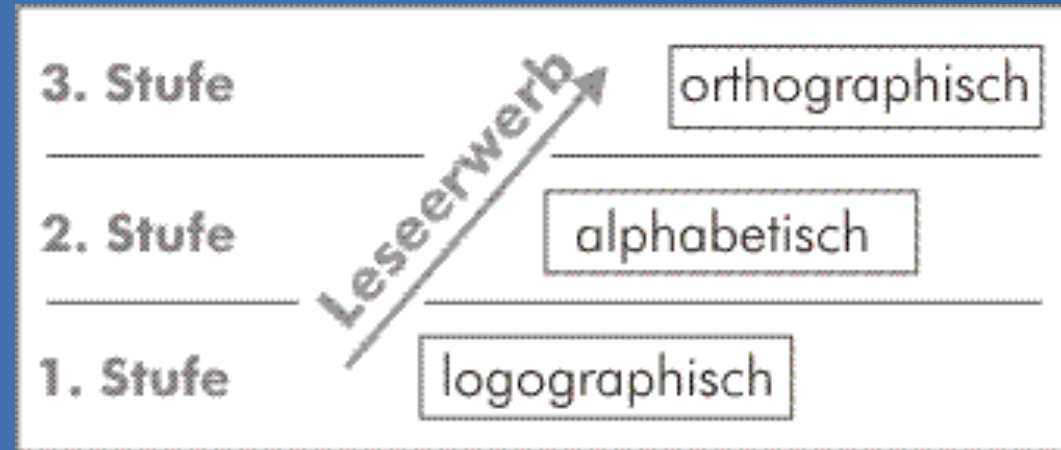 3. Stufe
orthographisch
Leseerwerb
2. Stufe
alphabetisch
1. Stufe
logographisch